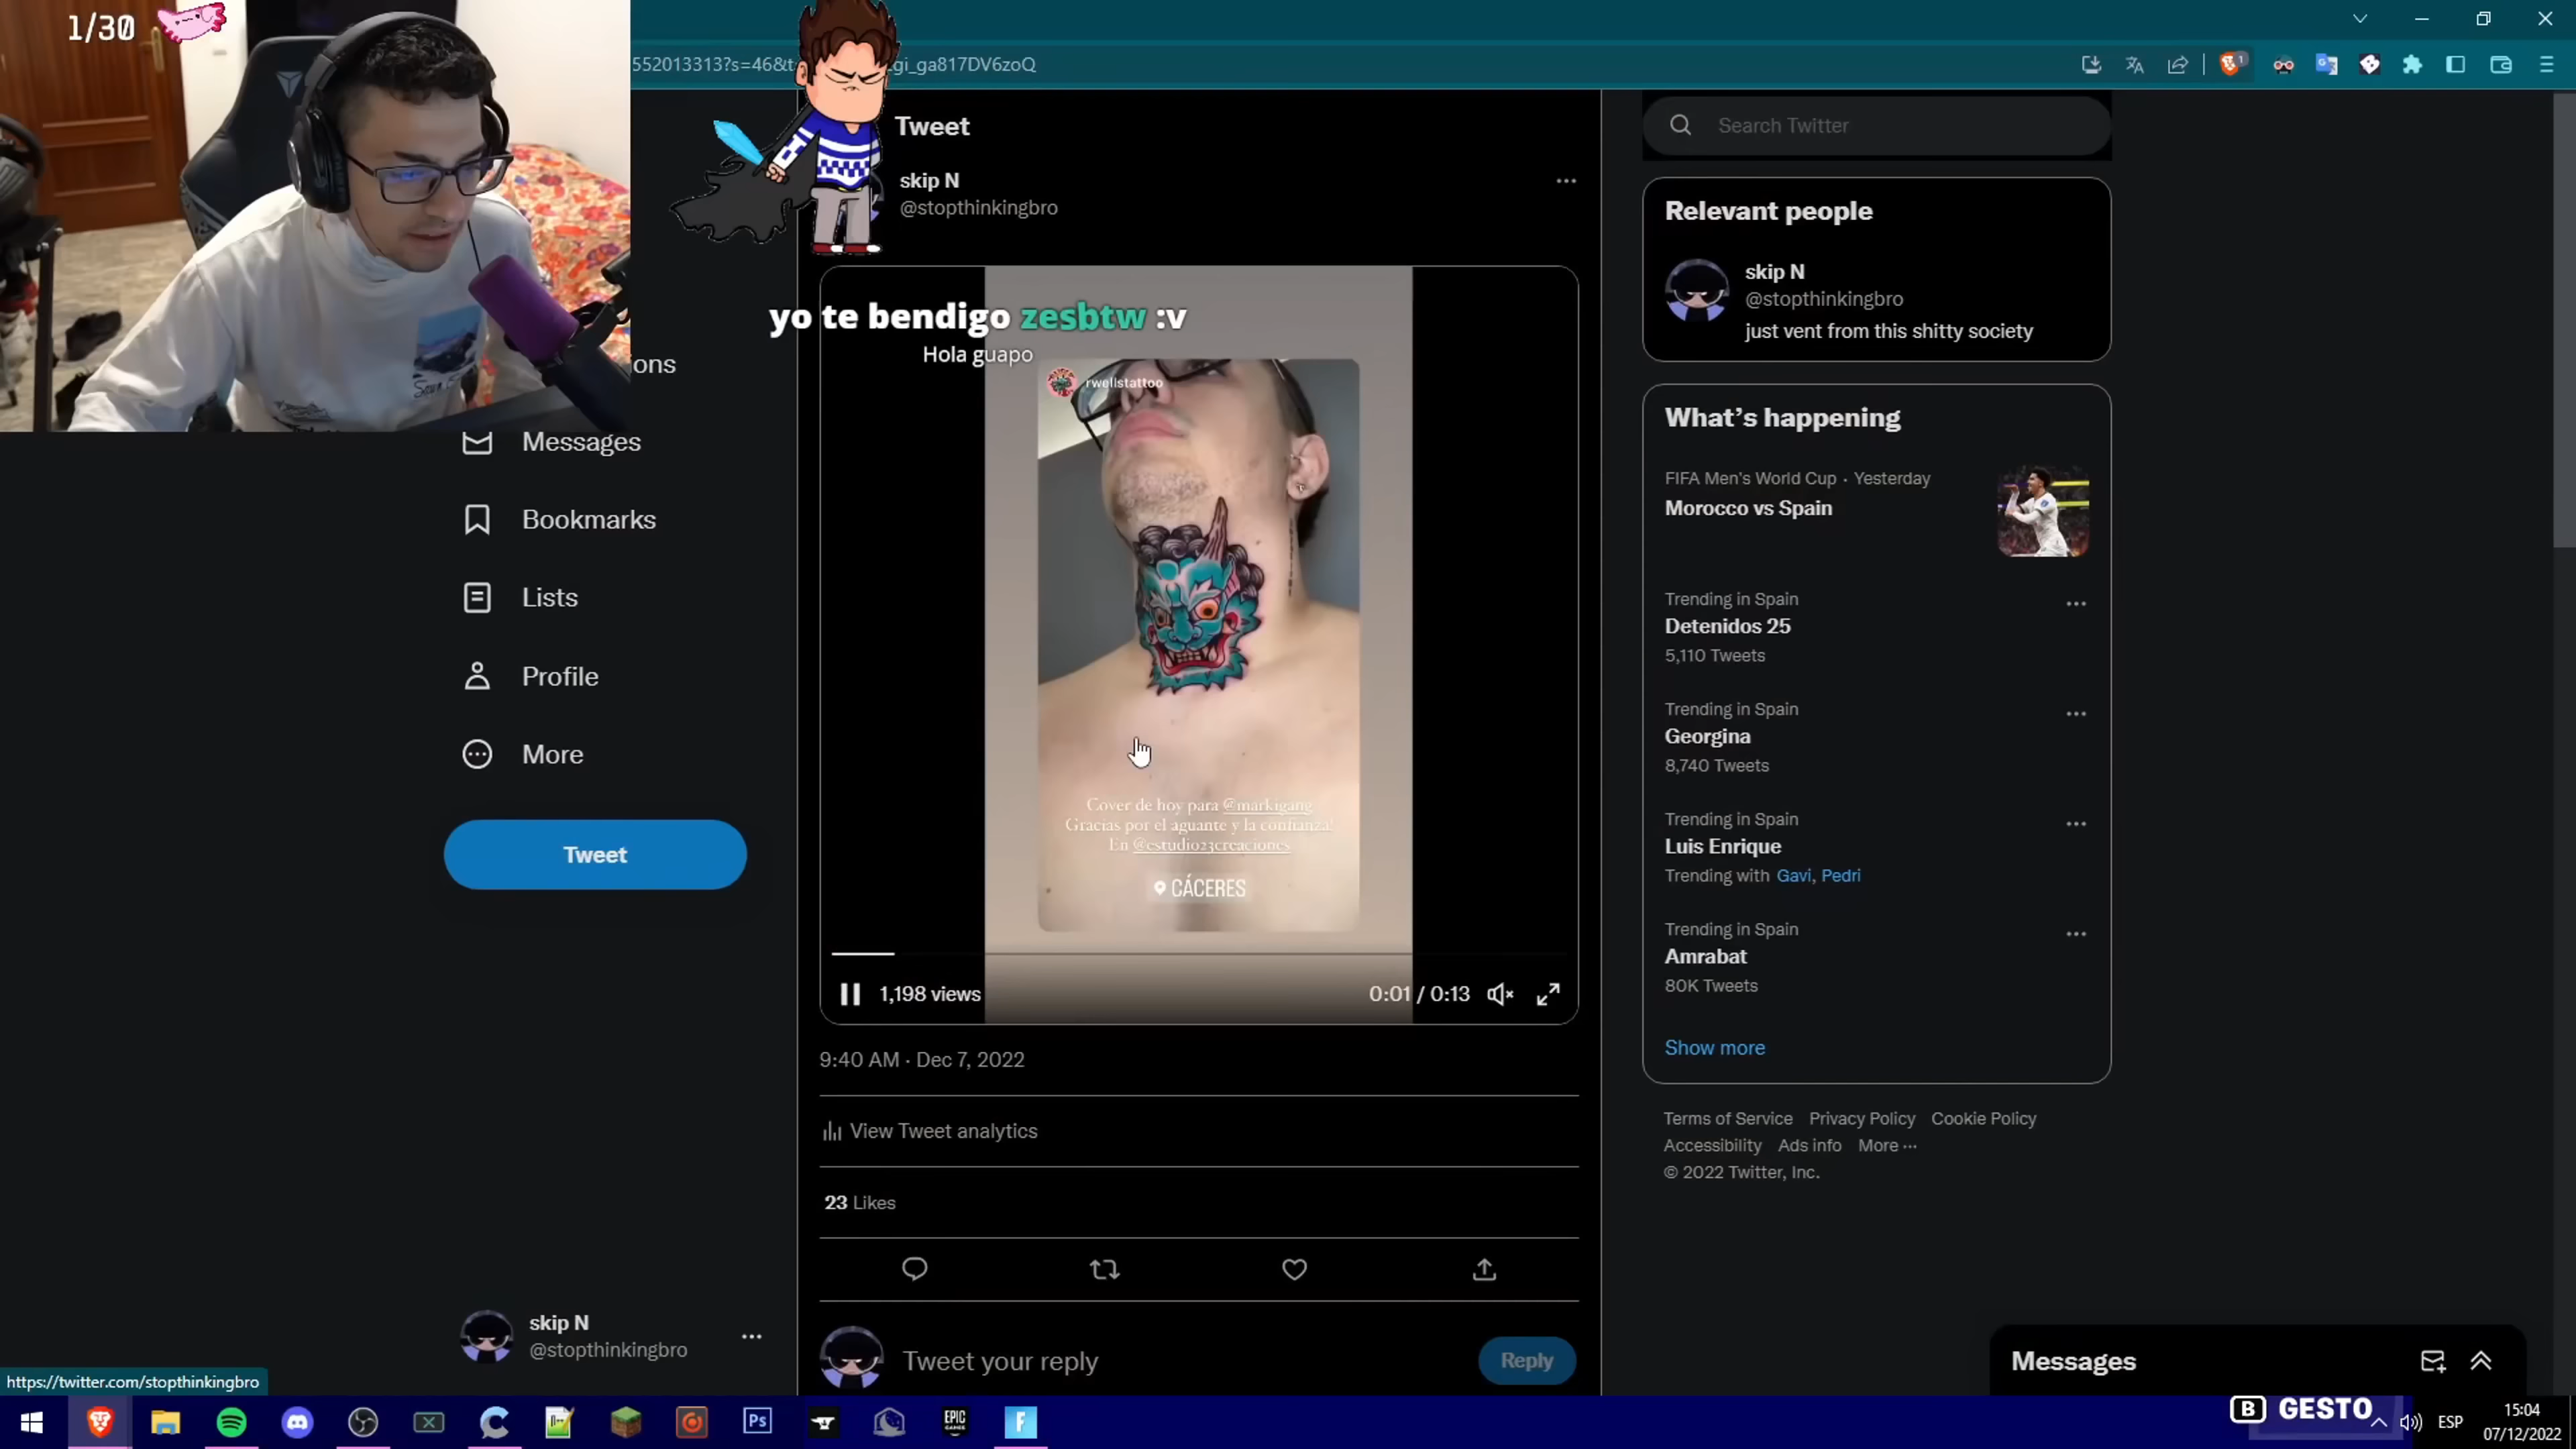 1/30
552013313?s=46&t
gi_ga817DV6zoQ
Tweet
skip N
@stopthinkingbro
yo te bendigo zesbtw :v
Hola guapo
rwellstattoo
Cover de hoy para @markigang
Gracias por el aguante y la confianza!
En @estudio23creaciones
CÁCERES
1,198 views
0:01 / 0:13
9:40 AM · Dec 7, 2022
View Tweet analytics
23 Likes
Tweet your reply
Reply
ons
Messages
Bookmarks
Lists
Profile
More
Tweet
skip N
@stopthinkingbro
https://twitter.com/stopthinkingbro
Search Twitter
Relevant people
skip N
@stopthinkingbro
just vent from this shitty society
What's happening
FIFA Men's World Cup · Yesterday
Morocco vs Spain
Trending in Spain
Detenidos 25
5,110 Tweets
Trending in Spain
Georgina
8,740 Tweets
Trending in Spain
Luis Enrique
Trending with Gavi, Pedri
Trending in Spain
Amrabat
80K Tweets
Show more
Terms of Service Privacy Policy Cookie Policy
Accessibility Ads info More ···
© 2022 Twitter, Inc.
Messages
Ps
EPIC
GAMES
B GESTO
ESP
15:04
07/12/2022